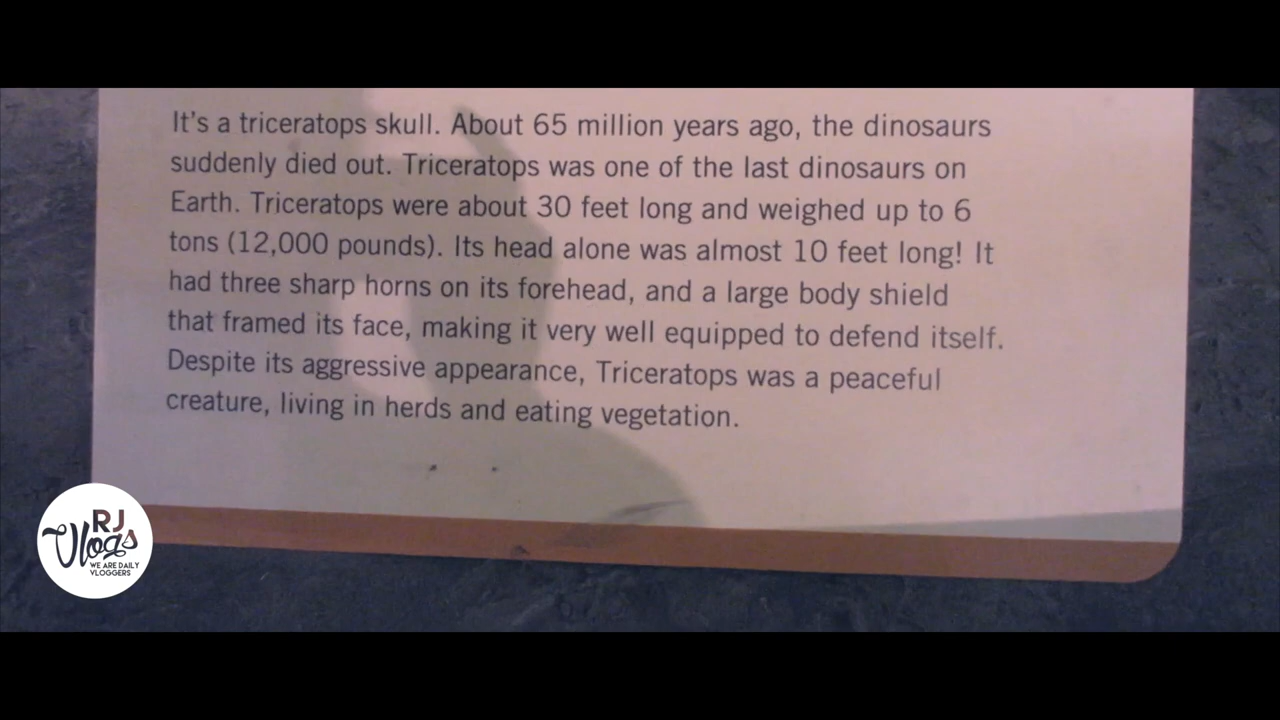 It's a triceratops skull. About 65 million years ago, the dinosaurs
suddenly died out. Triceratops was one of the last dinosaurs on
Earth. Triceratops were about 30 feet long and weighed up to 6
tons (12,000 pounds). Its head alone was almost 10 feet long! It
had three sharp horns on its forehead, and a large body shield
that framed its face, making it very well equipped to defend itself.
Despite its aggressive appearance, Triceratops was a peaceful
creature, living in herds and eating vegetation.
RJ
Vlogs
WE ARE DAILY
VLOGGERS